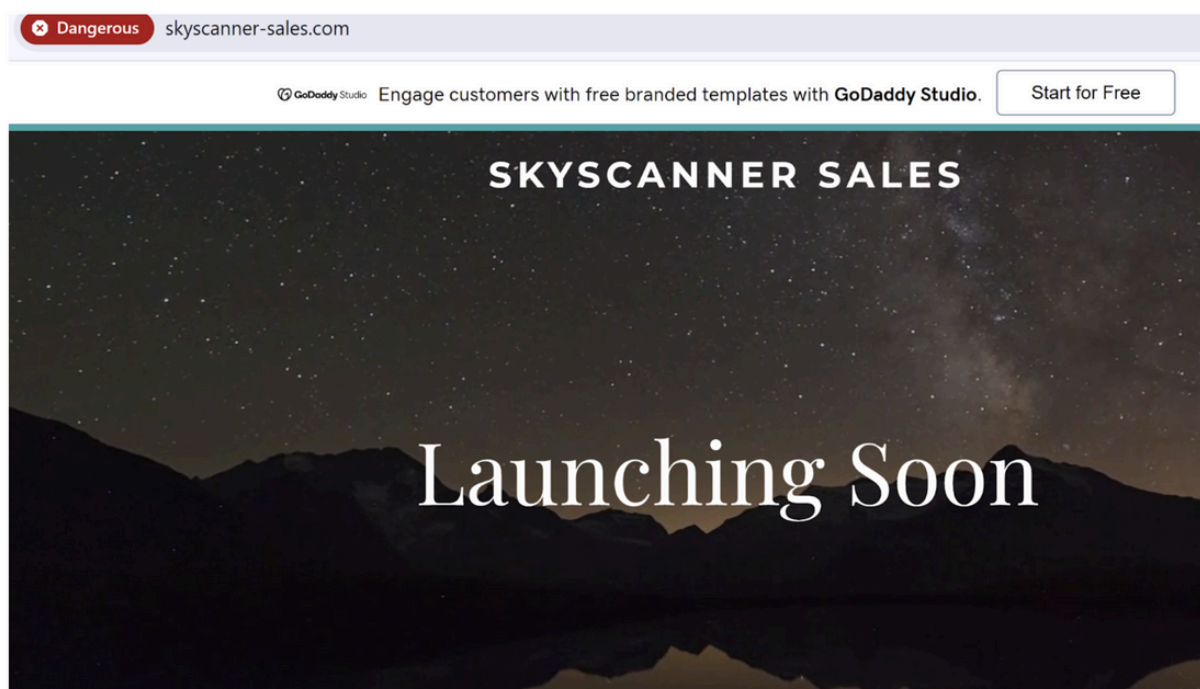 Dangerous skyscanner-sales.com
GoDaddy Studio Engage customers with free branded templates with GoDaddy Studio. Start for Free
SKYSCANNER SALES
Launching Soon